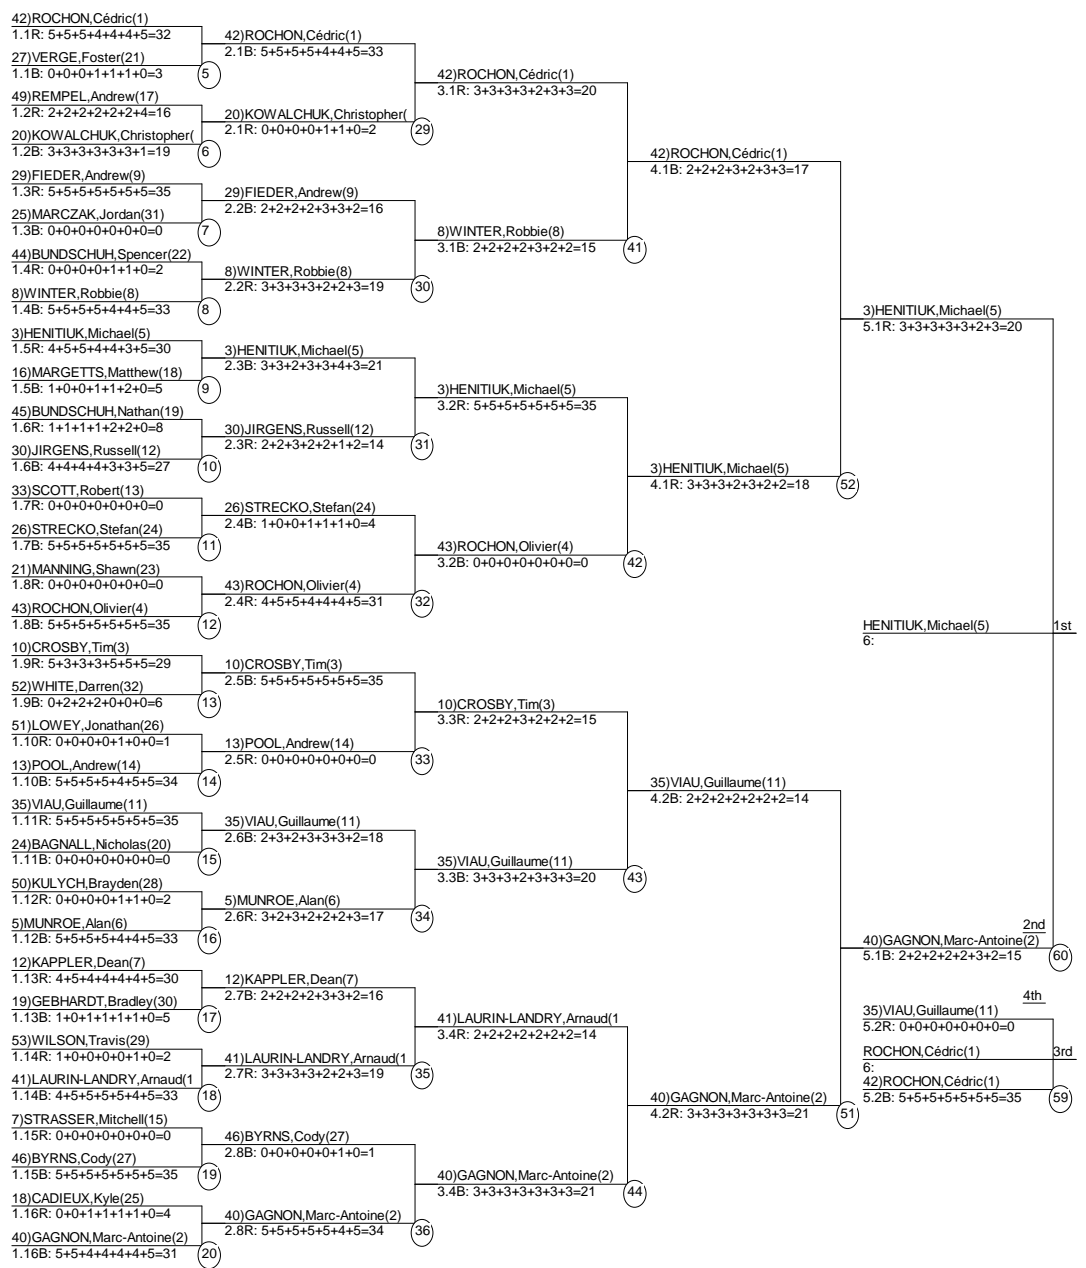 42)ROCHON,Cédric(1)
1.1R: 5+5+5+4+4+4+5=32
27)VERGE,Foster(21)
1.1B: 0+0+0+1+1+1+0=3
5
49)REMPEL,Andrew(17)
1.2R: 2+2+2+2+2+2+4=16
20)KOWALCHUK,Christopher(
1.2B: 3+3+3+3+3+3+1=19
6
29)FIEDER,Andrew(9)
1.3R: 5+5+5+5+5+5+5=35
25)MARCZAK,Jordan(31)
1.3B: 0+0+0+0+0+0+0=0
7
44)BUNDSCHUH,Spencer(22)
1.4R: 0+0+0+0+1+1+0=2
8)WINTER,Robbie(8)
1.4B: 5+5+5+5+4+4+5=33
8
3)HENITIUK,Michael(5)
1.5R: 4+5+5+4+4+3+5=30
16)MARGETTS,Matthew(18)
1.5B: 1+0+0+1+1+2+0=5
9
45)BUNDSCHUH,Nathan(19)
1.6R: 1+1+1+1+2+2+0=8
30)JIRGENS,Russell(12)
1.6B: 4+4+4+4+3+3+5=27
10
33)SCOTT,Robert(13)
1.7R: 0+0+0+0+0+0+0=0
26)STRECKO,Stefan(24)
1.7B: 5+5+5+5+5+5+5=35
11
21)MANNING,Shawn(23)
1.8R: 0+0+0+0+0+0+0=0
43)ROCHON,Olivier(4)
1.8B: 5+5+5+5+5+5+5=35
12
10)CROSBY,Tim(3)
1.9R: 5+3+3+3+5+5+5=29
52)WHITE,Darren(32)
1.9B: 0+2+2+2+0+0+0=6
13
51)LOWEY,Jonathan(26)
1.10R: 0+0+0+0+1+0+0=1
13)POOL,Andrew(14)
1.10B: 5+5+5+5+4+5+5=34
14
35)VIAU,Guillaume(11)
1.11R: 5+5+5+5+5+5+5=35
24)BAGNALL,Nicholas(20)
1.11B: 0+0+0+0+0+0+0=0
15
50)KULYCH,Brayden(28)
1.12R: 0+0+0+0+1+1+0=2
5)MUNROE,Alan(6)
1.12B: 5+5+5+5+4+4+5=33
16
12)KAPPLER,Dean(7)
1.13R: 4+5+4+4+4+4+5=30
19)GEBHARDT,Bradley(30)
1.13B: 1+0+1+1+1+1+0=5
17
53)WILSON,Travis(29)
1.14R: 1+0+0+0+0+1+0=2
41)LAURIN-LANDRY,Arnaud(1
1.14B: 4+5+5+5+5+4+5=33
18
7)STRASSER,Mitchell(15)
1.15R: 0+0+0+0+0+0+0=0
46)BYRNS,Cody(27)
1.15B: 5+5+5+5+5+5+5=35
19
18)CADIEUX,Kyle(25)
1.16R: 0+0+1+1+1+1+0=4
40)GAGNON,Marc-Antoine(2)
1.16B: 5+5+4+4+4+4+5=31
20
42)ROCHON,Cédric(1)
2.1B: 5+5+5+5+4+4+5=33
20)KOWALCHUK,Christopher(
2.1R: 0+0+0+0+1+1+0=2
29
29)FIEDER,Andrew(9)
2.2B: 2+2+2+2+3+3+2=16
8)WINTER,Robbie(8)
2.2R: 3+3+3+3+2+2+3=19
30
3)HENITIUK,Michael(5)
2.3B: 3+3+2+3+3+4+3=21
30)JIRGENS,Russell(12)
2.3R: 2+2+3+2+2+1+2=14
31
26)STRECKO,Stefan(24)
2.4B: 1+0+0+1+1+1+0=4
43)ROCHON,Olivier(4)
2.4R: 4+5+5+4+4+4+5=31
32
10)CROSBY,Tim(3)
2.5B: 5+5+5+5+5+5+5=35
13)POOL,Andrew(14)
2.5R: 0+0+0+0+0+0+0=0
33
35)VIAU,Guillaume(11)
2.6B: 2+3+2+3+3+3+2=18
5)MUNROE,Alan(6)
2.6R: 3+2+3+2+2+2+3=17
34
12)KAPPLER,Dean(7)
2.7B: 2+2+2+2+3+3+2=16
41)LAURIN-LANDRY,Arnaud(1
2.7R: 3+3+3+3+2+2+3=19
35
46)BYRNS,Cody(27)
2.8B: 0+0+0+0+0+1+0=1
40)GAGNON,Marc-Antoine(2)
2.8R: 5+5+5+5+5+4+5=34
36
42)ROCHON,Cédric(1)
3.1R: 3+3+3+3+2+3+3=20
8)WINTER,Robbie(8)
3.1B: 2+2+2+2+3+2+2=15
41
3)HENITIUK,Michael(5)
3.2R: 5+5+5+5+5+5+5=35
43)ROCHON,Olivier(4)
3.2B: 0+0+0+0+0+0+0=0
42
10)CROSBY,Tim(3)
3.3R: 2+2+2+3+2+2+2=15
35)VIAU,Guillaume(11)
3.3B: 3+3+3+2+3+3+3=20
43
41)LAURIN-LANDRY,Arnaud(1
3.4R: 2+2+2+2+2+2+2=14
40)GAGNON,Marc-Antoine(2)
3.4B: 3+3+3+3+3+3+3=21
44
42)ROCHON,Cédric(1)
4.1B: 2+2+2+3+2+3+3=17
3)HENITIUK,Michael(5)
4.1R: 3+3+3+2+3+2+2=18
52
35)VIAU,Guillaume(11)
4.2B: 2+2+2+2+2+2+2=14
40)GAGNON,Marc-Antoine(2)
4.2R: 3+3+3+3+3+3+3=21
51
3)HENITIUK,Michael(5)
5.1R: 3+3+3+3+3+2+3=20
HENITIUK,Michael(5)
1st
6:
2nd
40)GAGNON,Marc-Antoine(2)
5.1B: 2+2+2+2+2+3+2=15
60
4th
35)VIAU,Guillaume(11)
5.2R: 0+0+0+0+0+0+0=0
ROCHON,Cédric(1)
3rd
6:
42)ROCHON,Cédric(1)
5.2B: 5+5+5+5+5+5+5=35
59